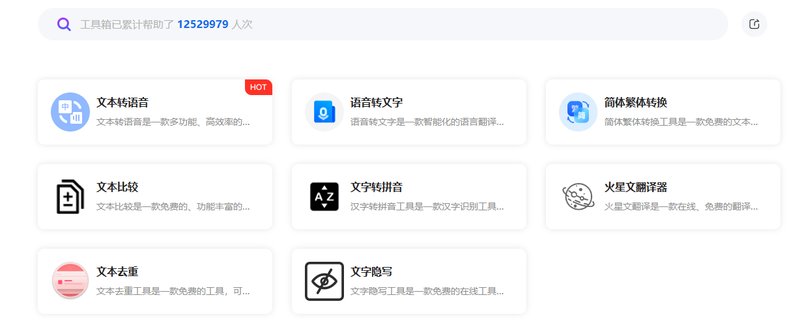 工具箱已累计帮助了 12529979 人次
HOT
文本转语音
文本转语音是一款多功能、高效率的...
语音转文字
语音转文字是一款智能化的语言翻译...
简体繁体转换
简体繁体转换工具是一款免费的文本...
文本比较
文本比较是一款免费的、功能丰富的...
A Z
文字转拼音
汉字转拼音工具是一款汉字识别工具...
火星文翻译器
火星文翻译是一款在线、免费的翻译...
文本去重
文本去重工具是一款免费的工具，可...
文字隐写
文字隐写工具是一款免费的在线工具...